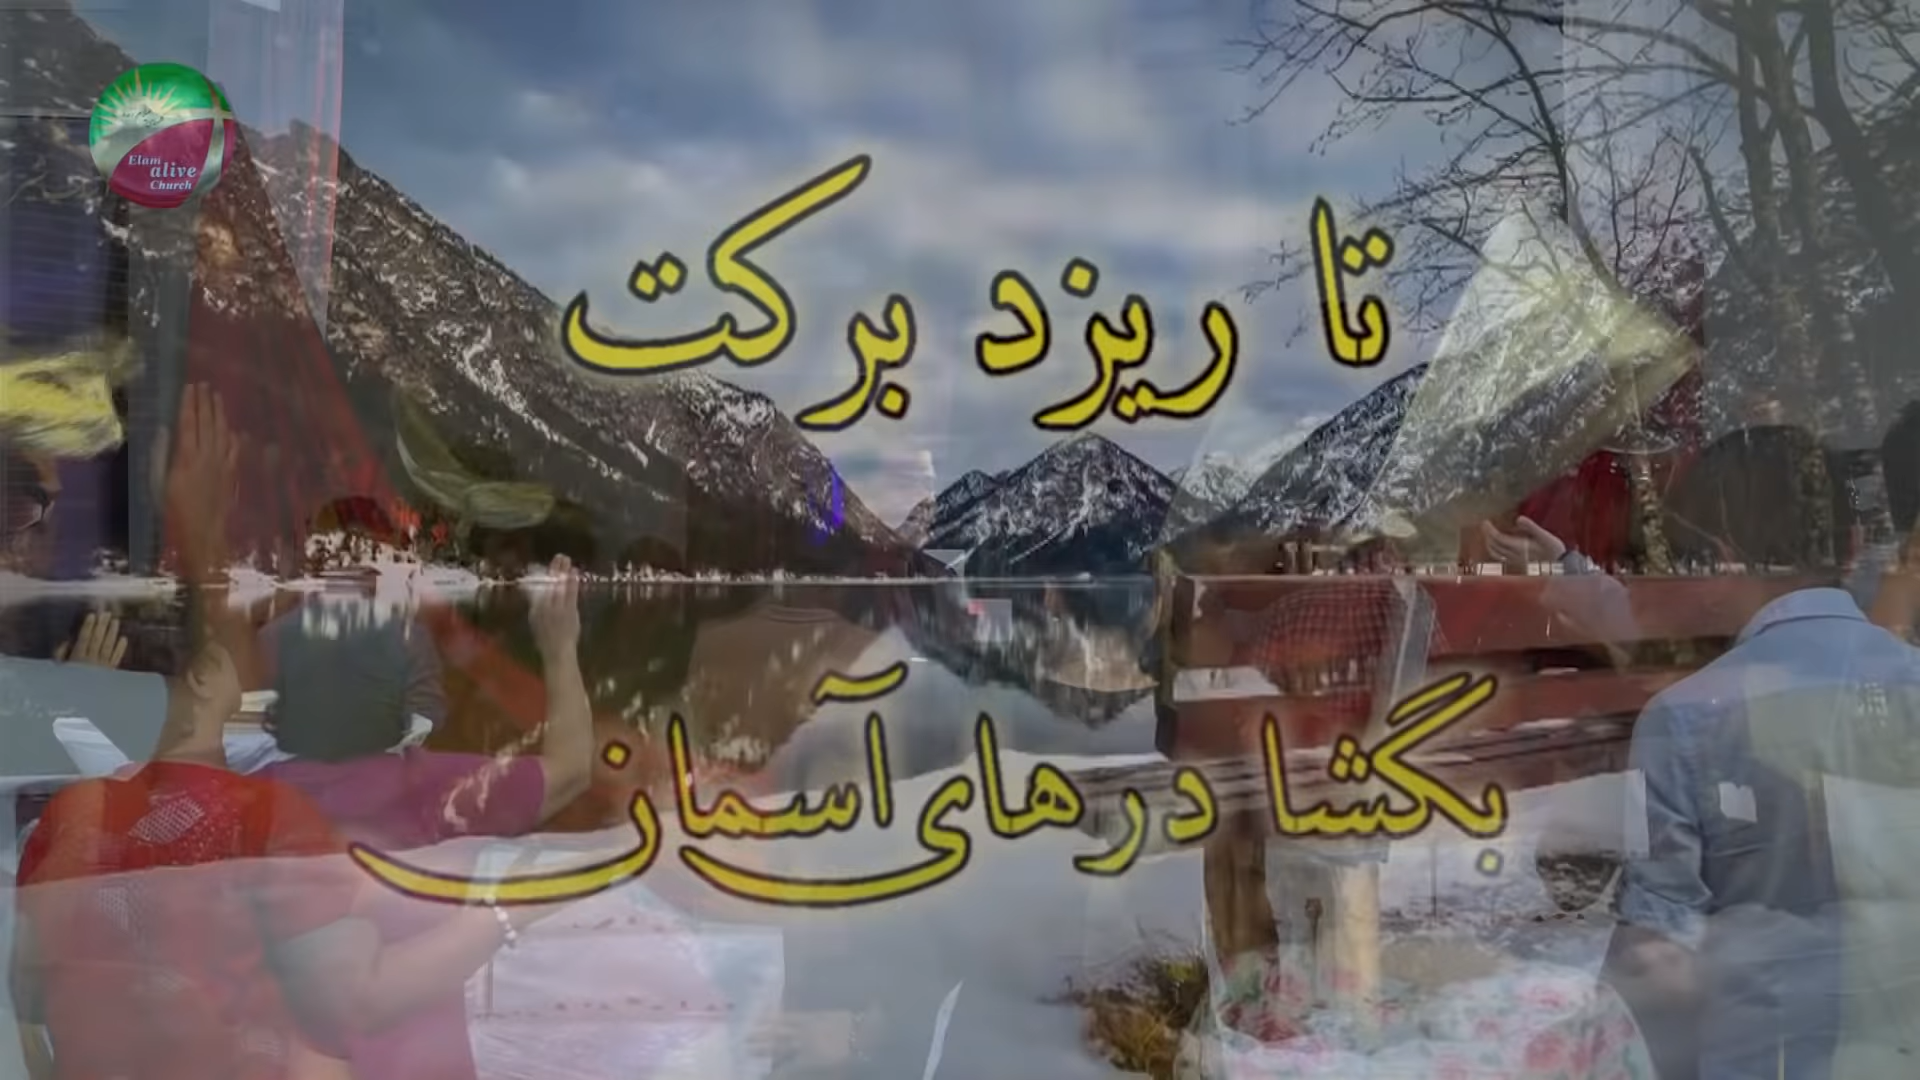 Elam
alive
Church
تا ریزد برکت
بگشا درهای آسمان